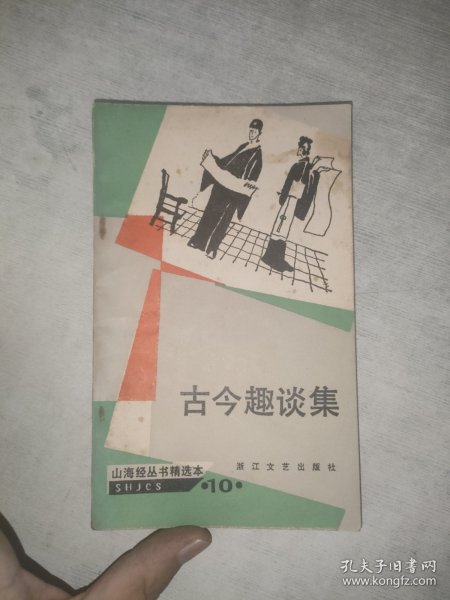 古今趣谈集
山海经丛书精选本
SHJCS
浙江文艺出版社
·10·
孔夫子旧书网
www.kongfz.com